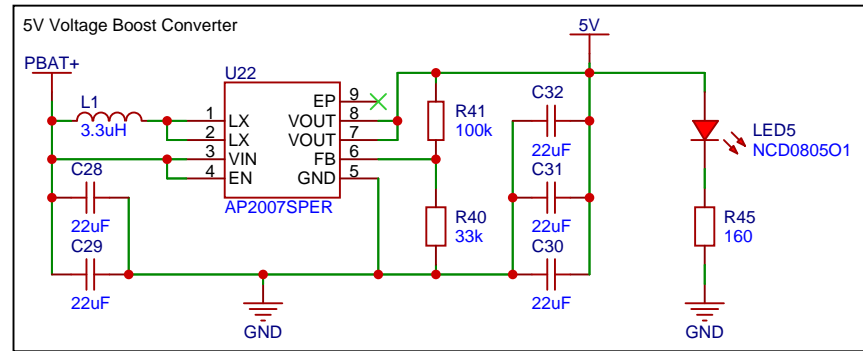 5V Voltage Boost Converter
PBAT+
5V
L1
3.3uH
U22
1 LX
2 LX
3 VIN
4 EN
EP 9
VOUT 8
VOUT 7
FB 6
GND 5
AP2007SPER
C28
22uF
C29
22uF
R41
100k
R40
33k
C32
22uF
C31
22uF
C30
22uF
LED5
NCD0805O1
R45
160
GND
GND